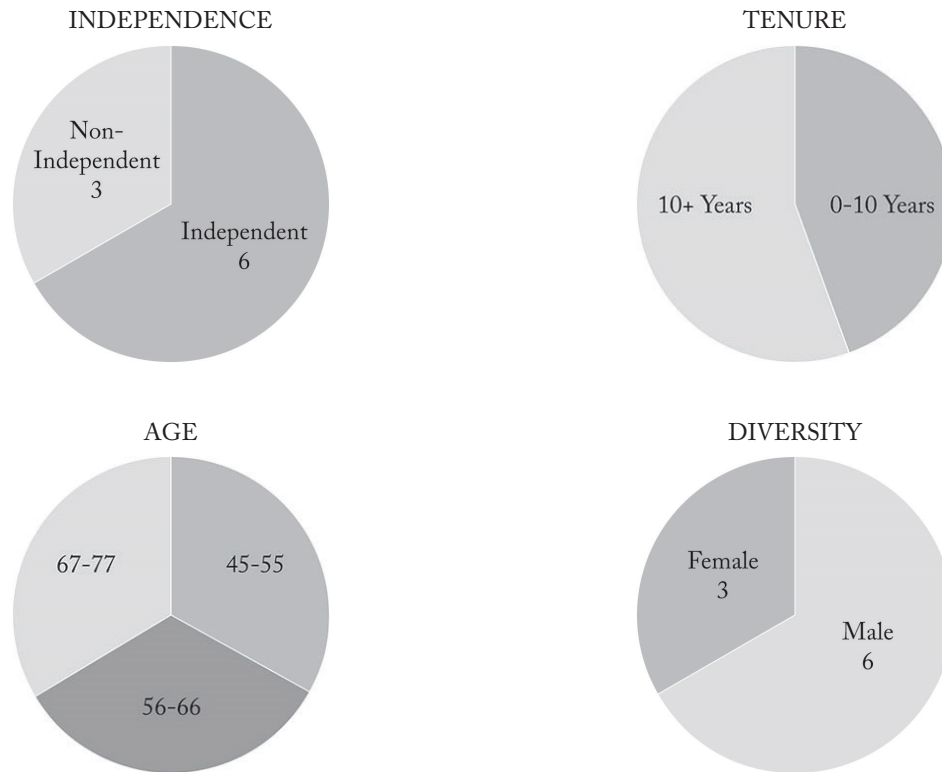 INDEPENDENCE
Non-
Independent
3
Independent
6
TENURE
10+ Years
0-10 Years
AGE
67-77
45-55
56-66
DIVERSITY
Female
3
Male
6